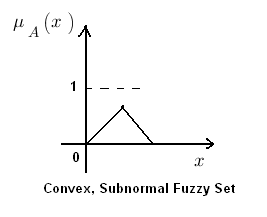 μ_A(x)
1
0
x
Convex, Subnormal Fuzzy Set